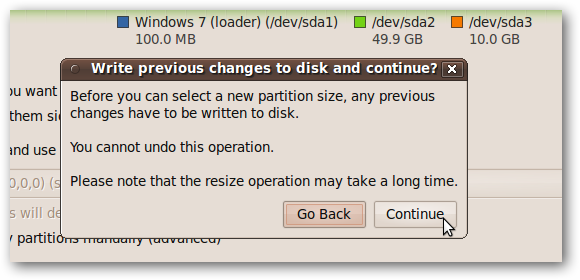 Windows 7 (loader) (/dev/sda1)
/dev/sda2
/dev/sda3
100.0 MB
49.9 GB
10.0 GB
Write previous changes to disk and continue?
ou want
Before you can select a new partition size, any previous
them si
changes have to be written to disk.
and use
You cannot undo this operation.
0,0,0) (s
Please note that the resize operation may take a long time.
s will de
Go Back
Continue
partitions manually (advanced)